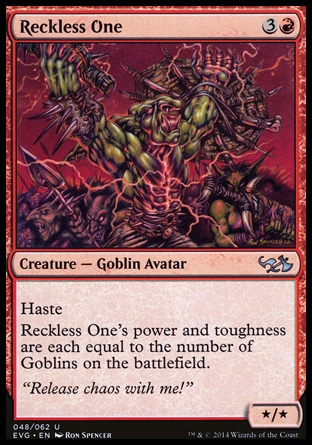 Reckless One 3
Creature — Goblin Avatar
Haste
Reckless One's power and toughness
are each equal to the number of
Goblins on the battlefield.
"Release chaos with me!"
*/*
048/062 U
EVG • EN Ron Spencer ™ & © 2014 Wizards of the Coast